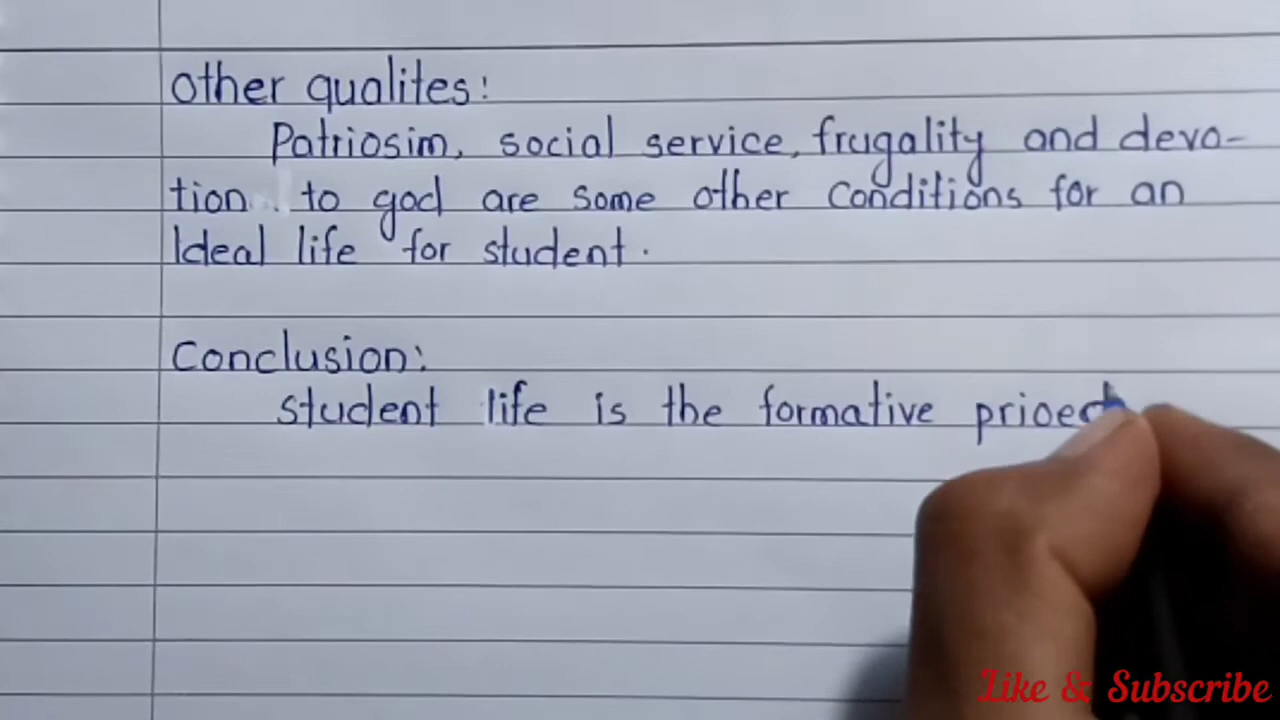 Other qualites:
Patriosim, social service, frugality and devo-
tion to god are some other conditions for an
Ideal life for student.
Conclusion:
student life is the formative prioed
Like & Subscribe